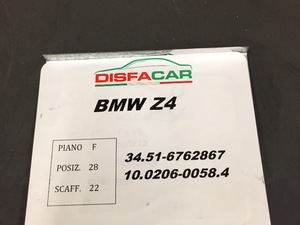 DISFACAR
BMW Z4
PIANO F
POSIZ. 28
SCAFF. 22
34.51-6762867
10.0206-0058.4